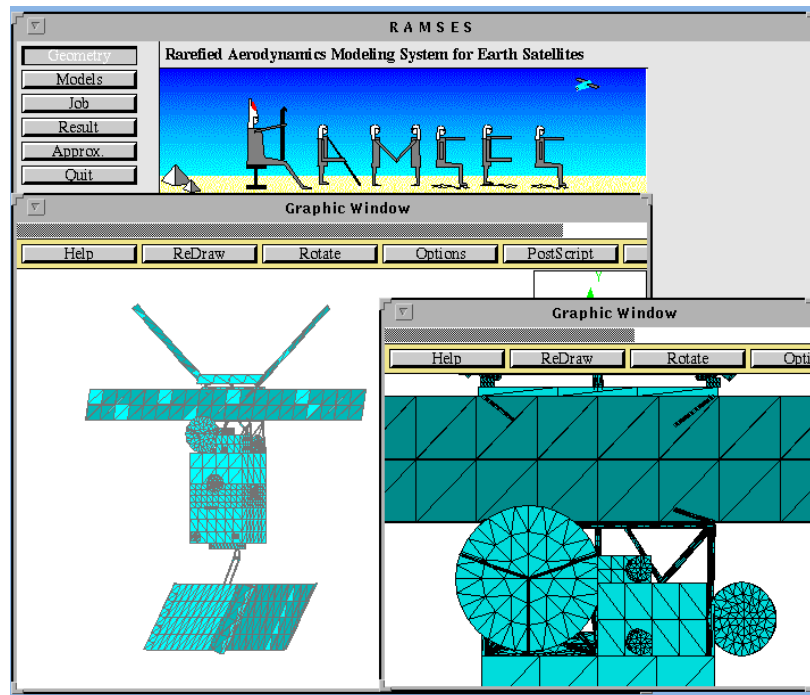 RAMSES
Geometry
Rarefied Aerodynamics Modeling System for Earth Satellites
Models
Job
Result
Approx.
Quit
Graphic Window
Help ReDraw Rotate Options PostScript
Y
Graphic Window
Help ReDraw Rotate Opti